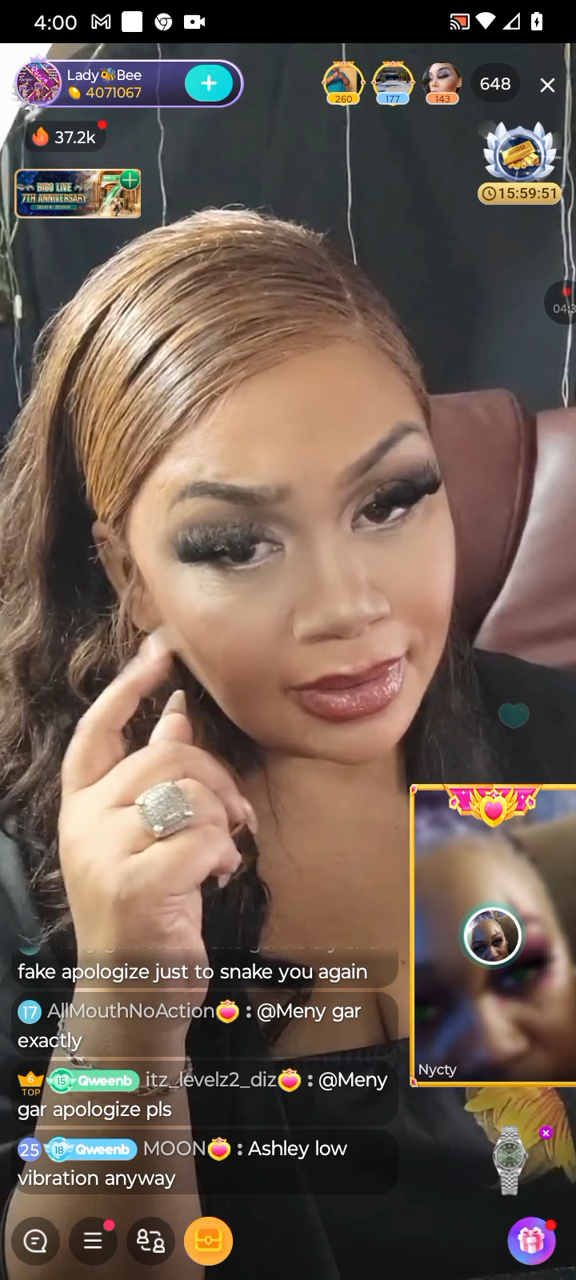 4:00
Lady🐝Bee
4071067
+
260
177
143
648
37.2k
BIGO LIVE
7TH ANNIVERSARY
15:59:51
fake apologize just to snake you again
17 AllMouthNoAction : @Meny gar
exactly
6 TOP 15 Qweenb itz_levelz2_diz : @Meny
gar apologize pls
25 18 Qweenb MOON : Ashley low
vibration anyway
Nycty